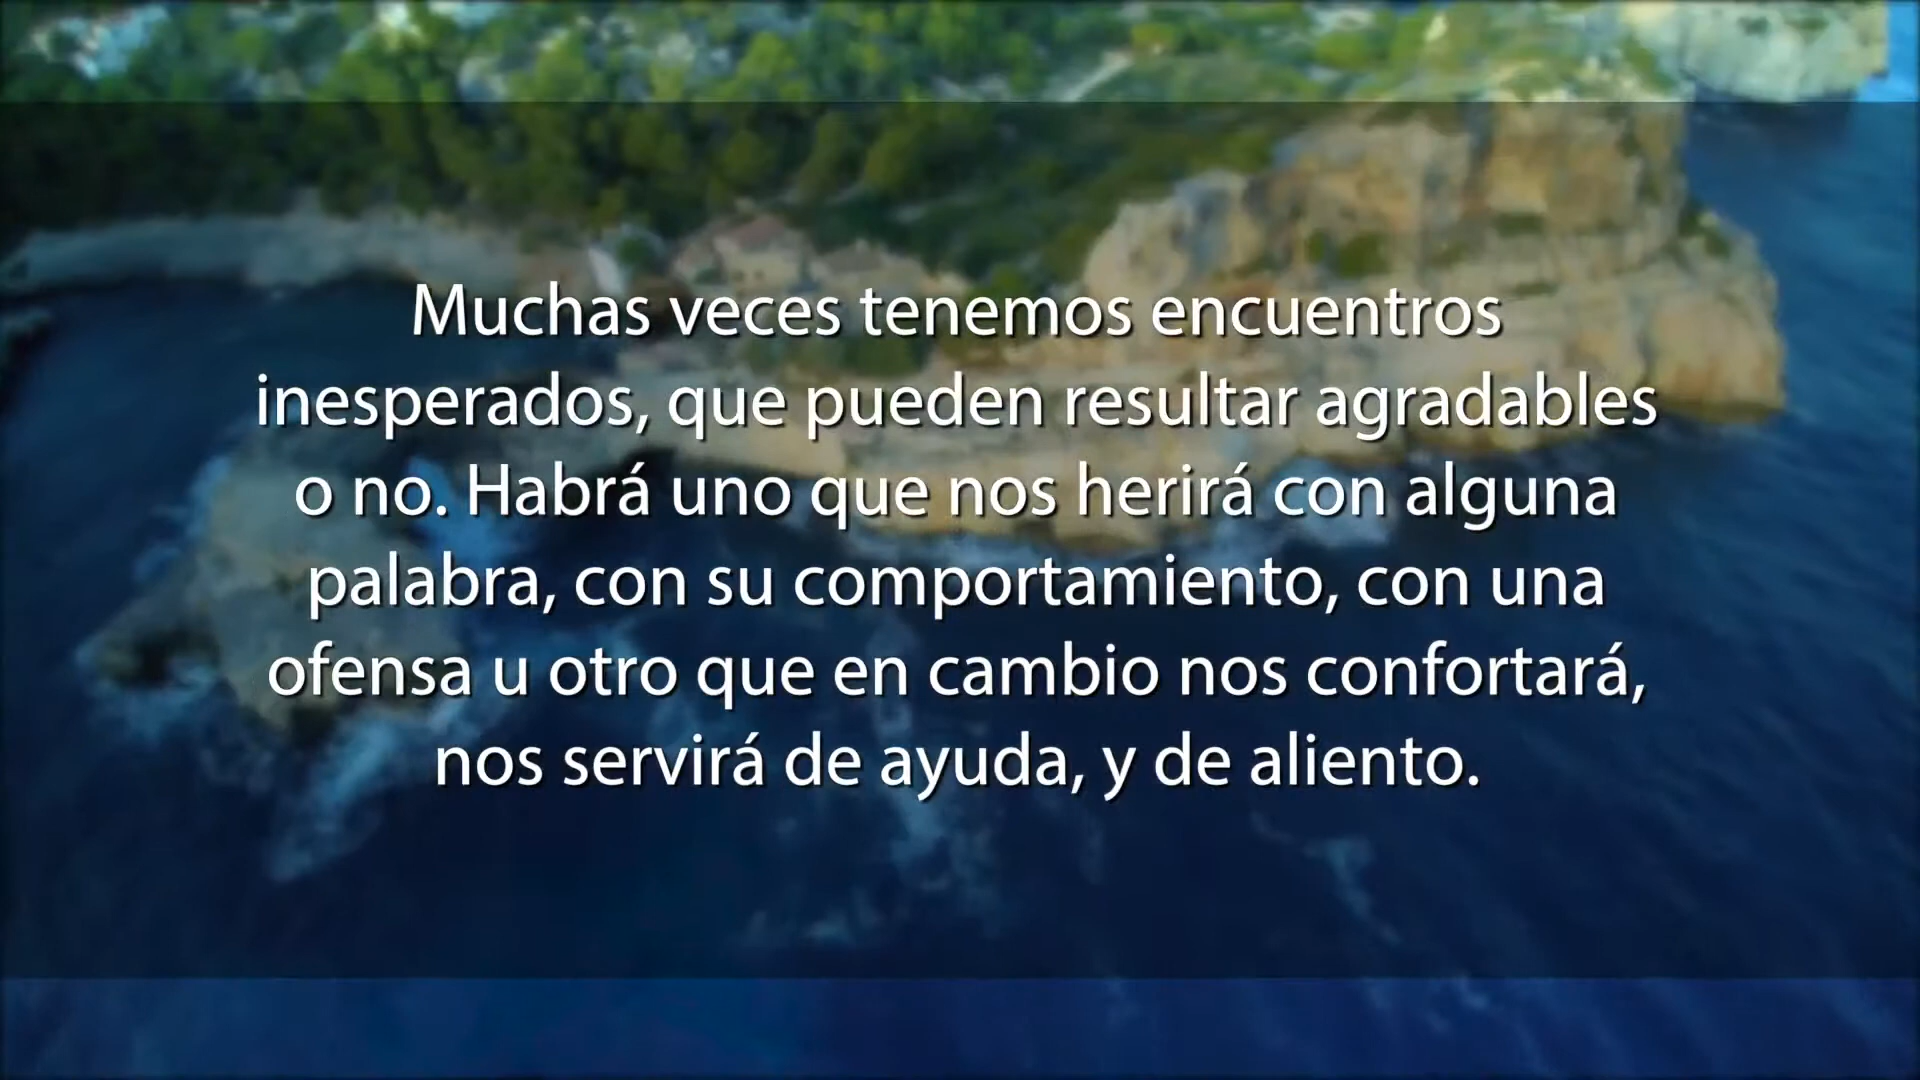 Muchas veces tenemos encuentros
inesperados, que pueden resultar agradables
o no. Habrá uno que nos herirá con alguna
palabra, con su comportamiento, con una
ofensa u otro que en cambio nos confortará,
nos servirá de ayuda, y de aliento.